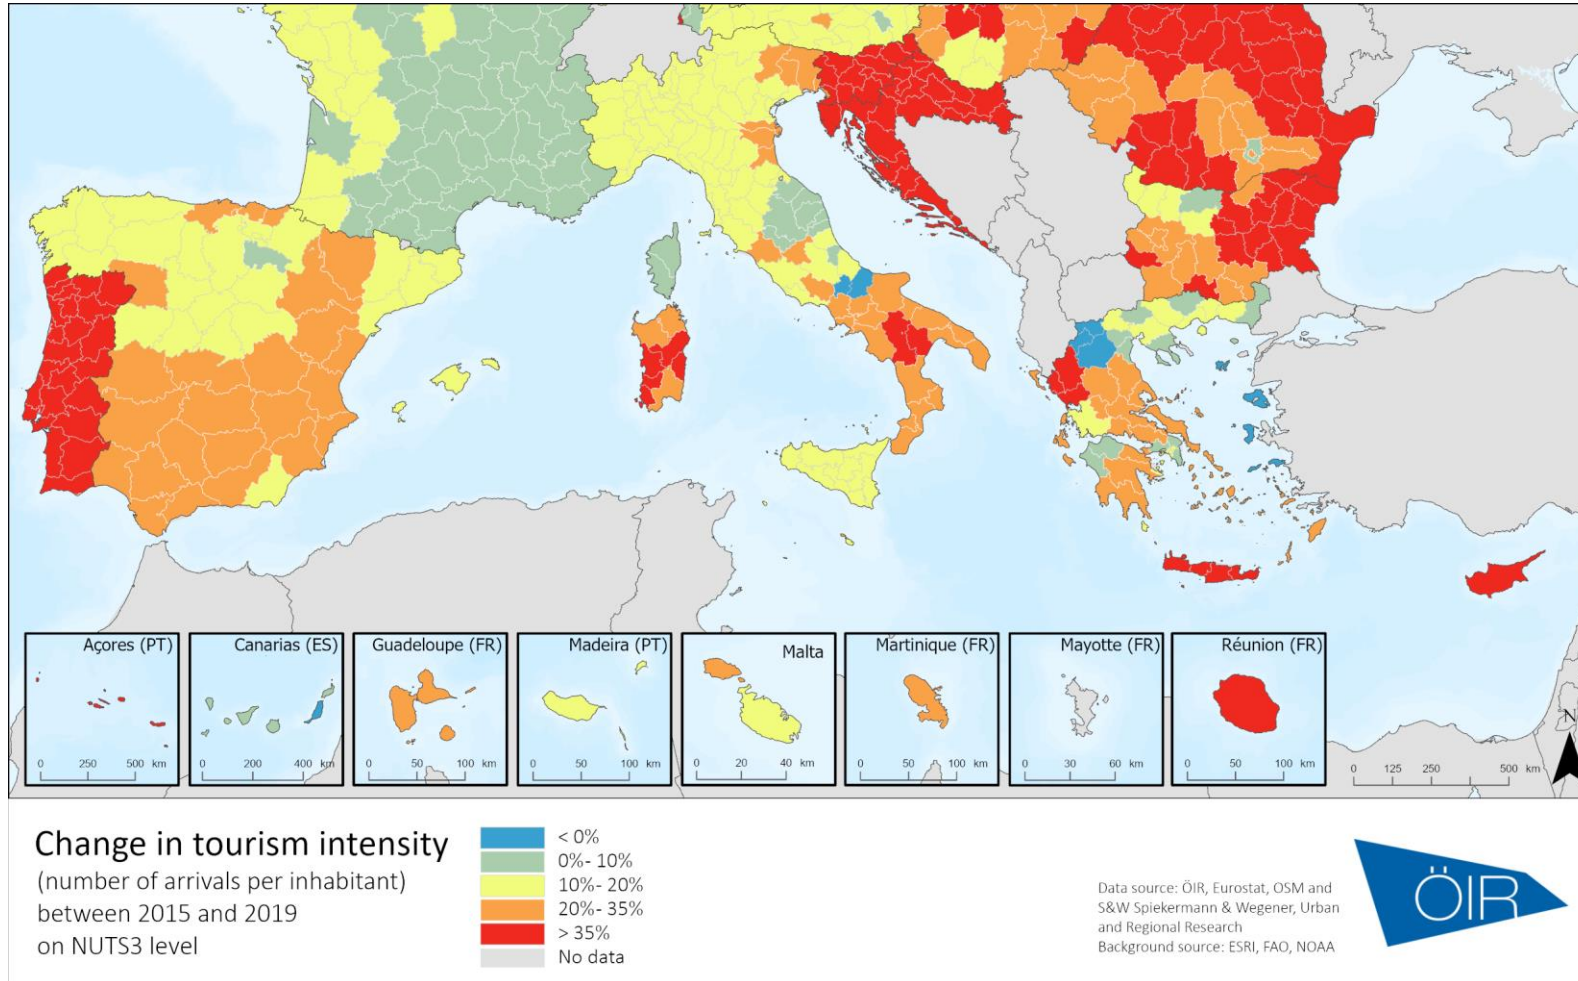 Açores (PT)
0 250 500 km
Canarias (ES)
0 200 400 km
Guadeloupe (FR)
0 50 100 km
Madeira (PT)
0 50 100 km
Malta
0 20 40 km
Martinique (FR)
0 50 100 km
Mayotte (FR)
0 30 60 km
Réunion (FR)
0 50 100 km
N
0 125 250 500 km
Change in tourism intensity
(number of arrivals per inhabitant)
between 2015 and 2019
on NUTS3 level
< 0%
0%- 10%
10%- 20%
20%- 35%
> 35%
No data
Data source: ÖIR, Eurostat, OSM and
S&W Spiekermann & Wegener, Urban
and Regional Research
Background source: ESRI, FAO, NOAA
ÖIR